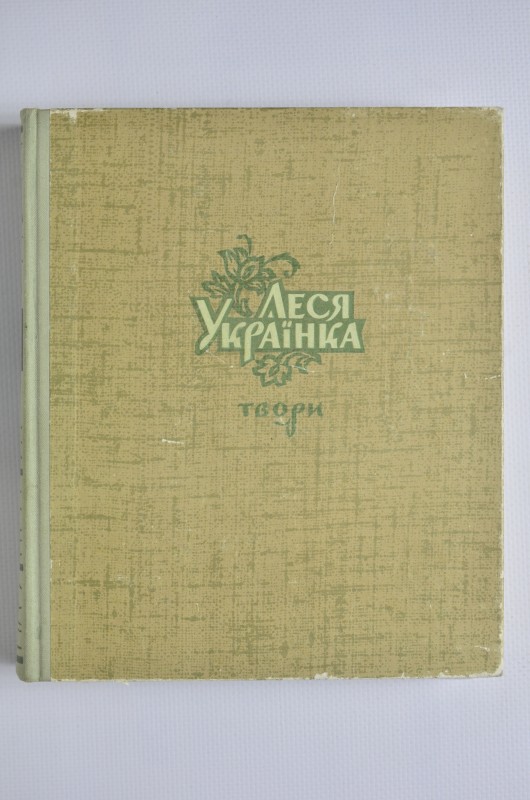 Леся
Українка
твори